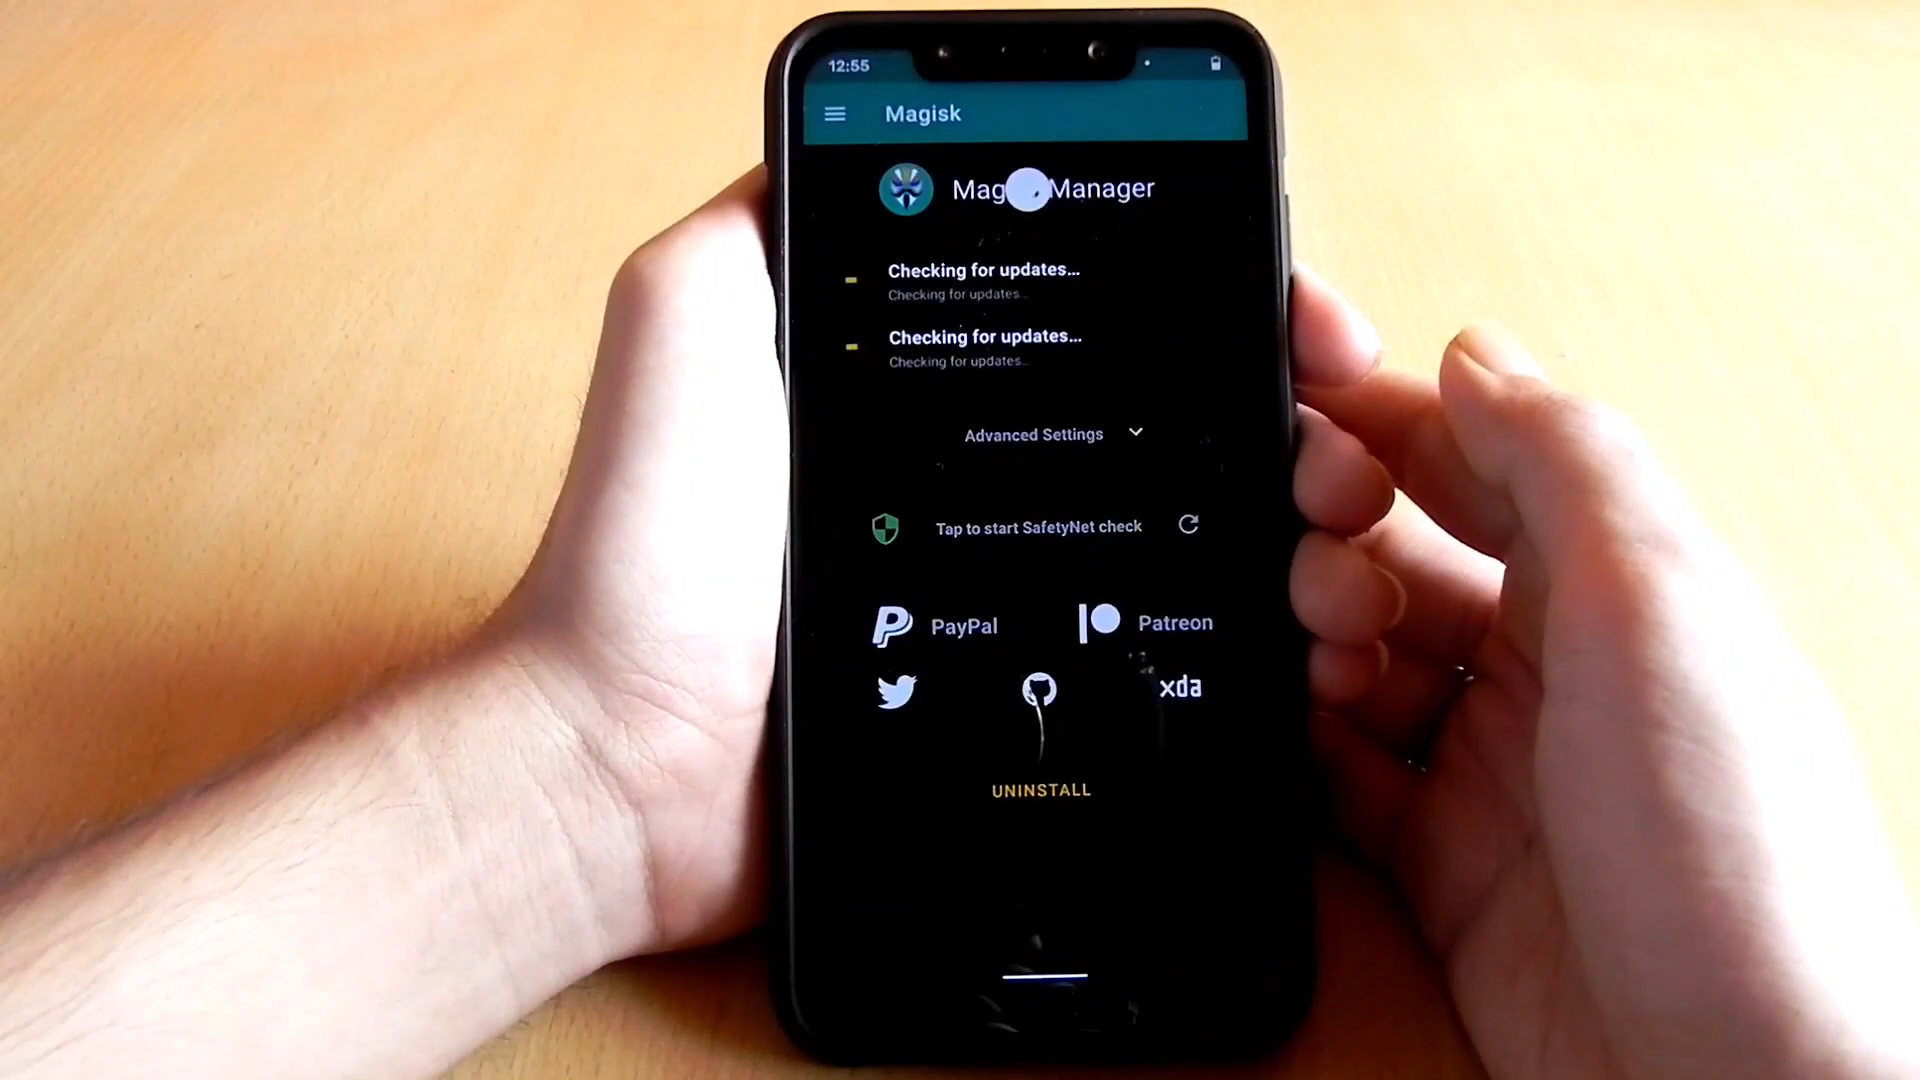 12:55
Magisk
Mag Manager
Checking for updates...
Checking for updates...
Checking for updates...
Checking for updates...
Advanced Settings
Tap to start SafetyNet check
PayPal
Patreon
xda
UNINSTALL